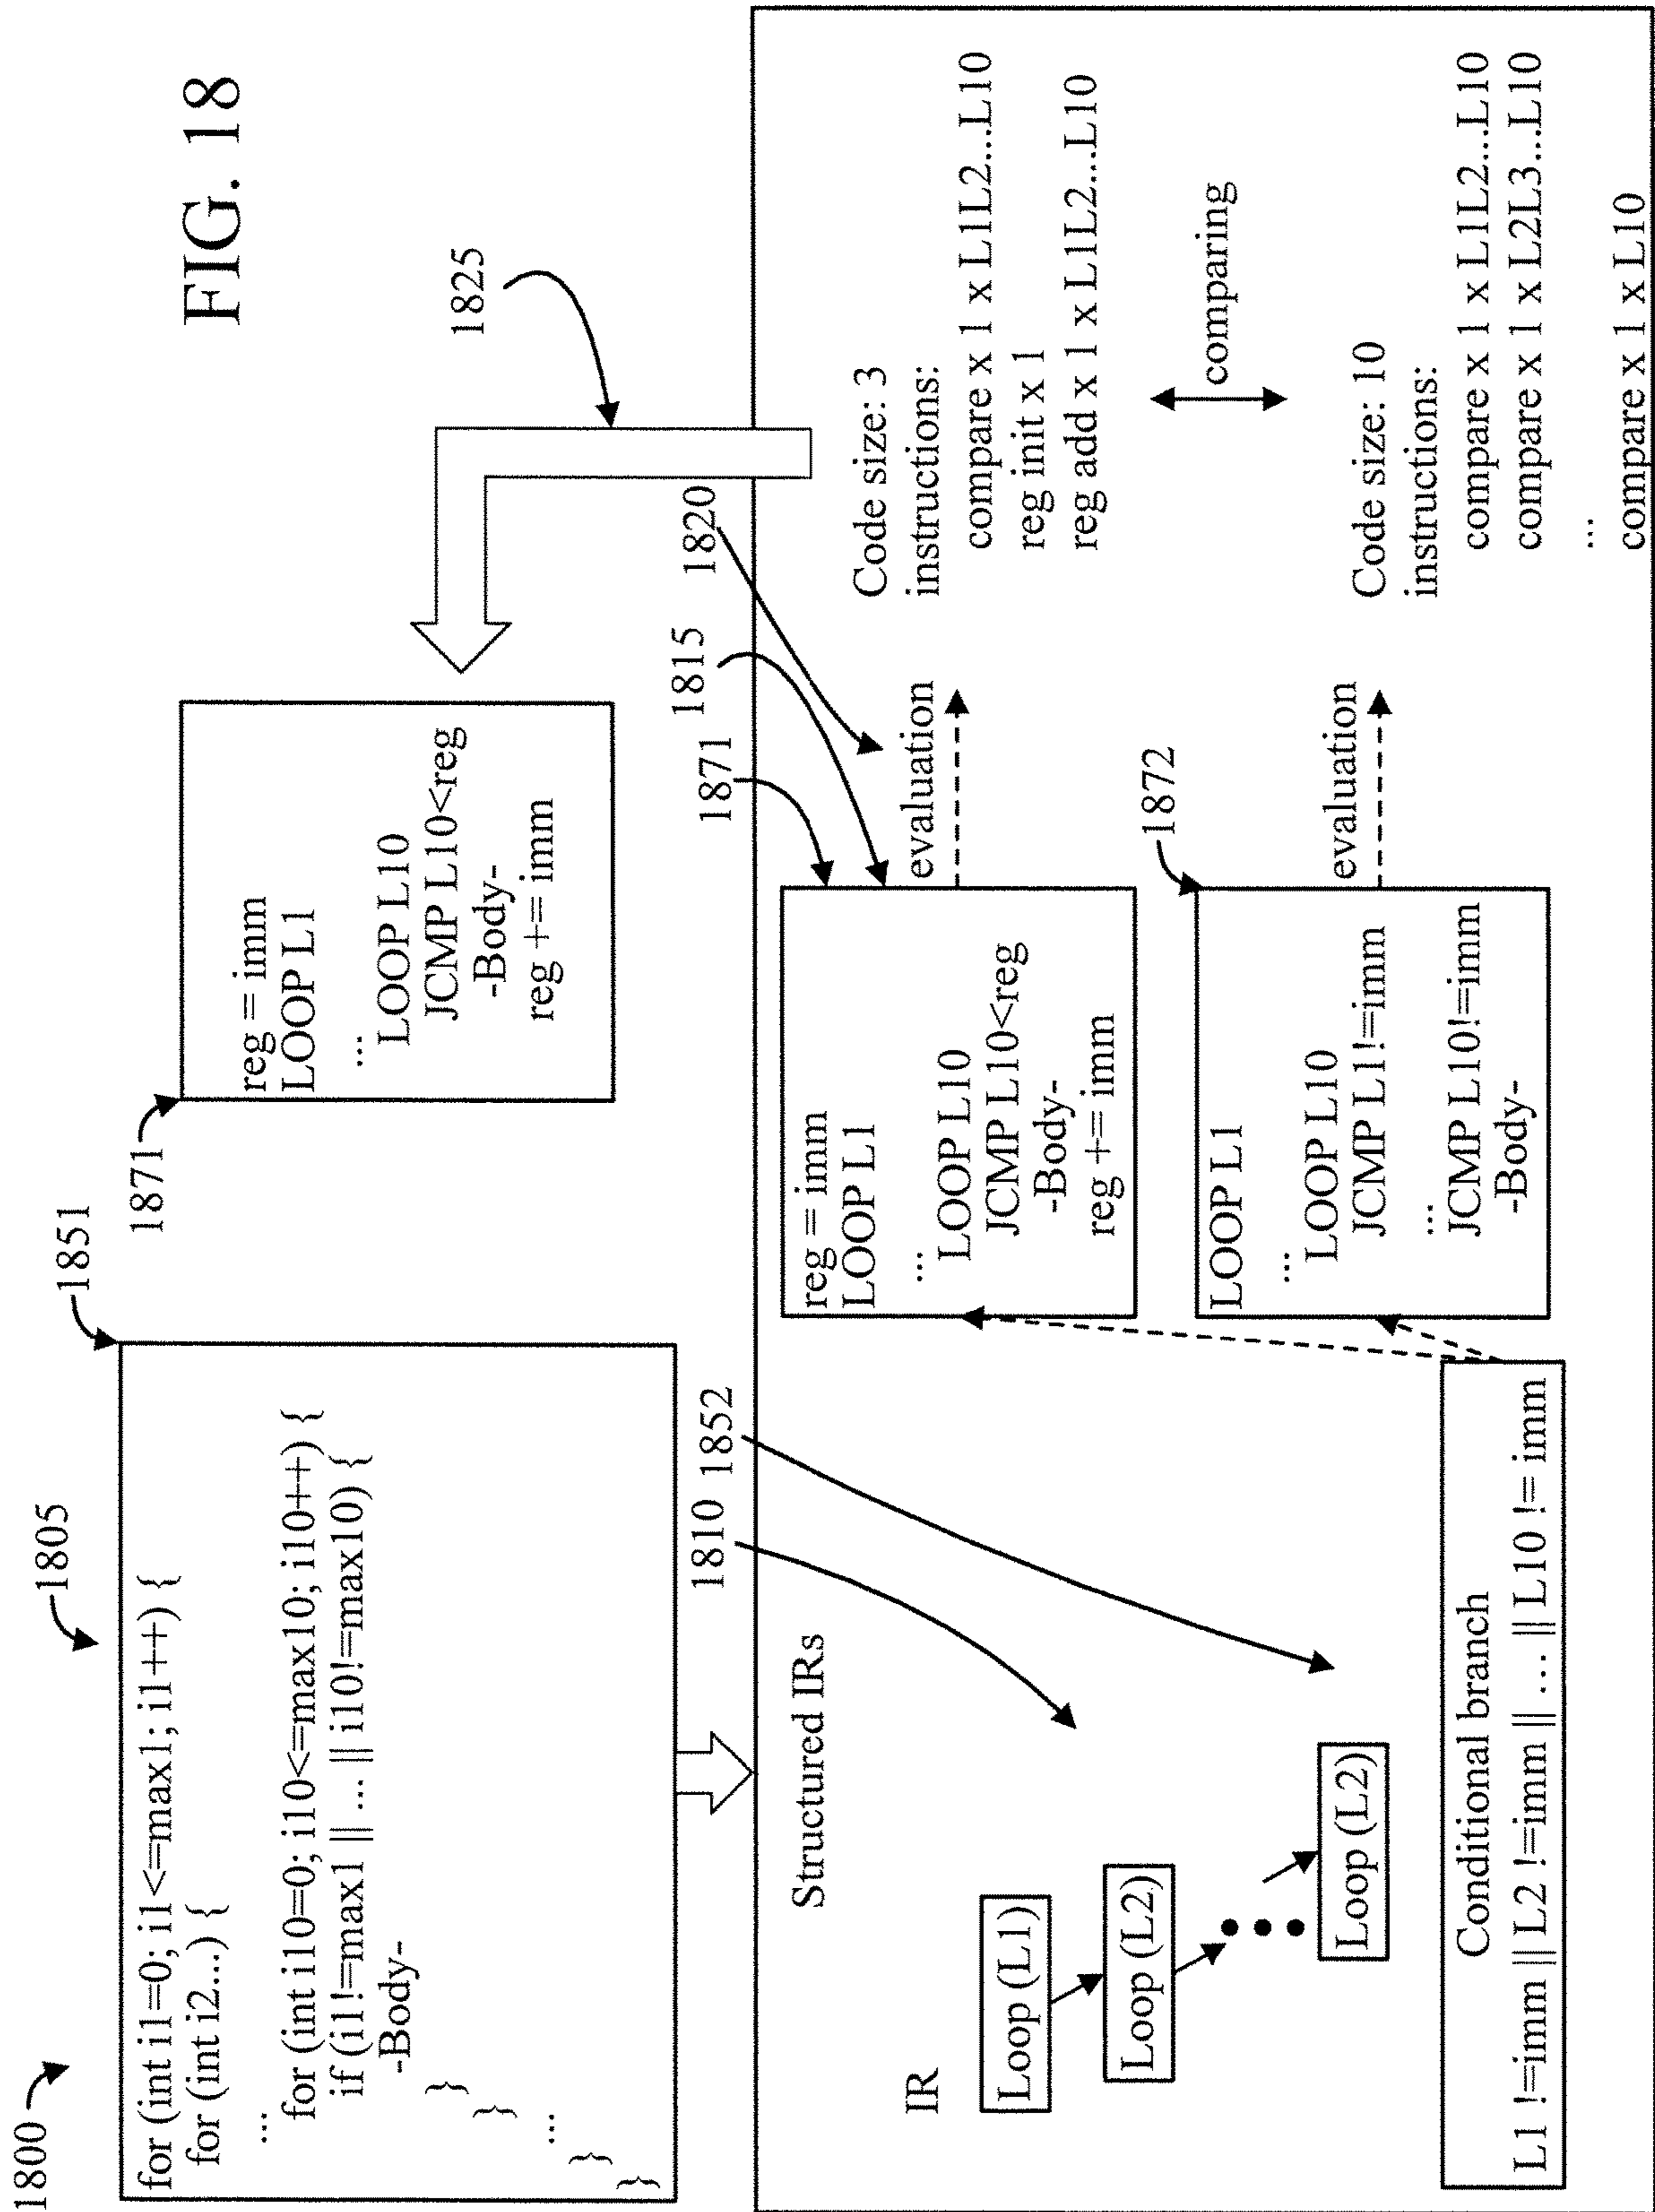 FIG. 18
1800
1805
1851
for (int i1=0; i1<=max1; i1++) {
for (int i2...) {
...
for (int i10=0; i10<=max10; i10++) {
if (i1!=max1 || ... || i10!=max10) {
-Body-
}
}
...
}
}
1871
reg = imm
LOOP L1
...
LOOP L10
JCMP L10<reg
-Body-
reg += imm
1825
1810
1852
1871
1815
1820
Structured IRs
IR
Loop (L1)
Loop (L2)
Loop (L2)
Conditional branch
L1 !=imm || L2 !=imm || ... || L10 != imm
reg = imm
LOOP L1
...
LOOP L10
JCMP L10<reg
-Body-
reg += imm
evaluation
Code size: 3
instructions:
compare x 1 x L1L2...L10
reg init x 1
reg add x 1 x L1L2...L10
comparing
1872
LOOP L1
...
LOOP L10
JCMP L1!=imm
...
JCMP L10!=imm
-Body-
evaluation
Code size: 10
instructions:
compare x 1 x L1L2...L10
compare x 1 x L2L3...L10
...
compare x 1 x L10